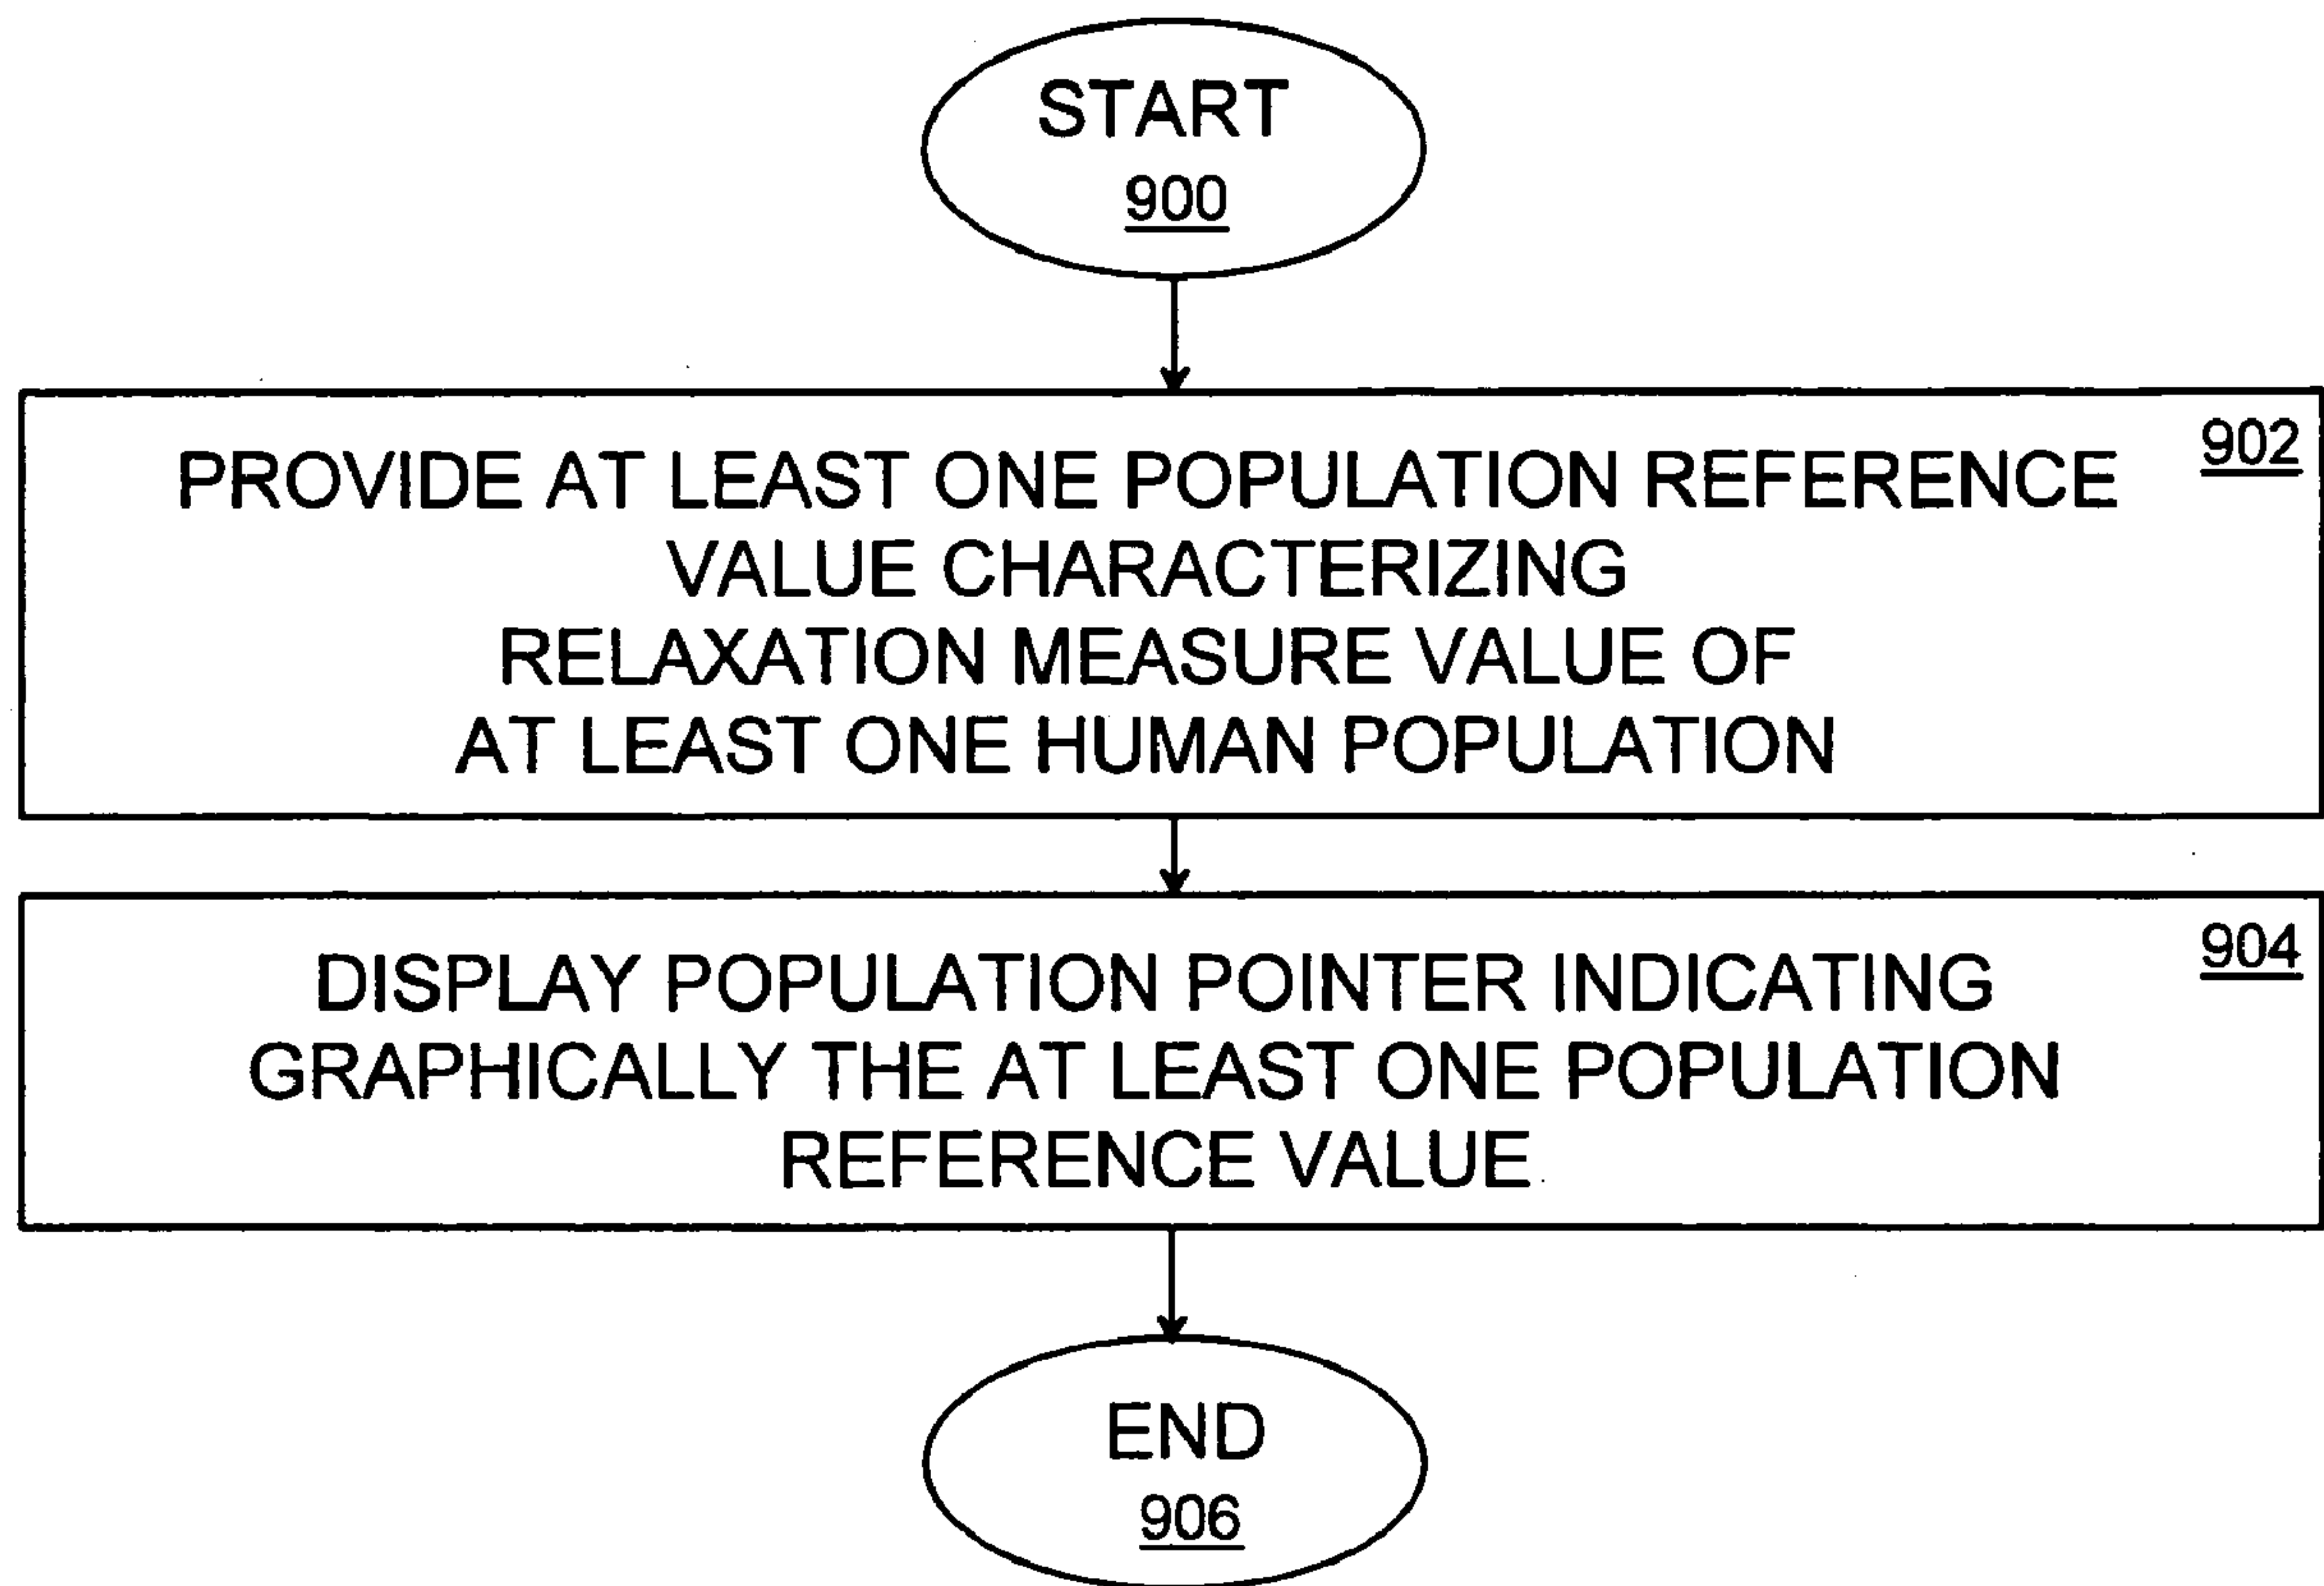 START
900
902
PROVIDE AT LEAST ONE POPULATION REFERENCE
VALUE CHARACTERIZING
RELAXATION MEASURE VALUE OF
AT LEAST ONE HUMAN POPULATION
904
DISPLAY POPULATION POINTER INDICATING
GRAPHICALLY THE AT LEAST ONE POPULATION
REFERENCE VALUE
END
906